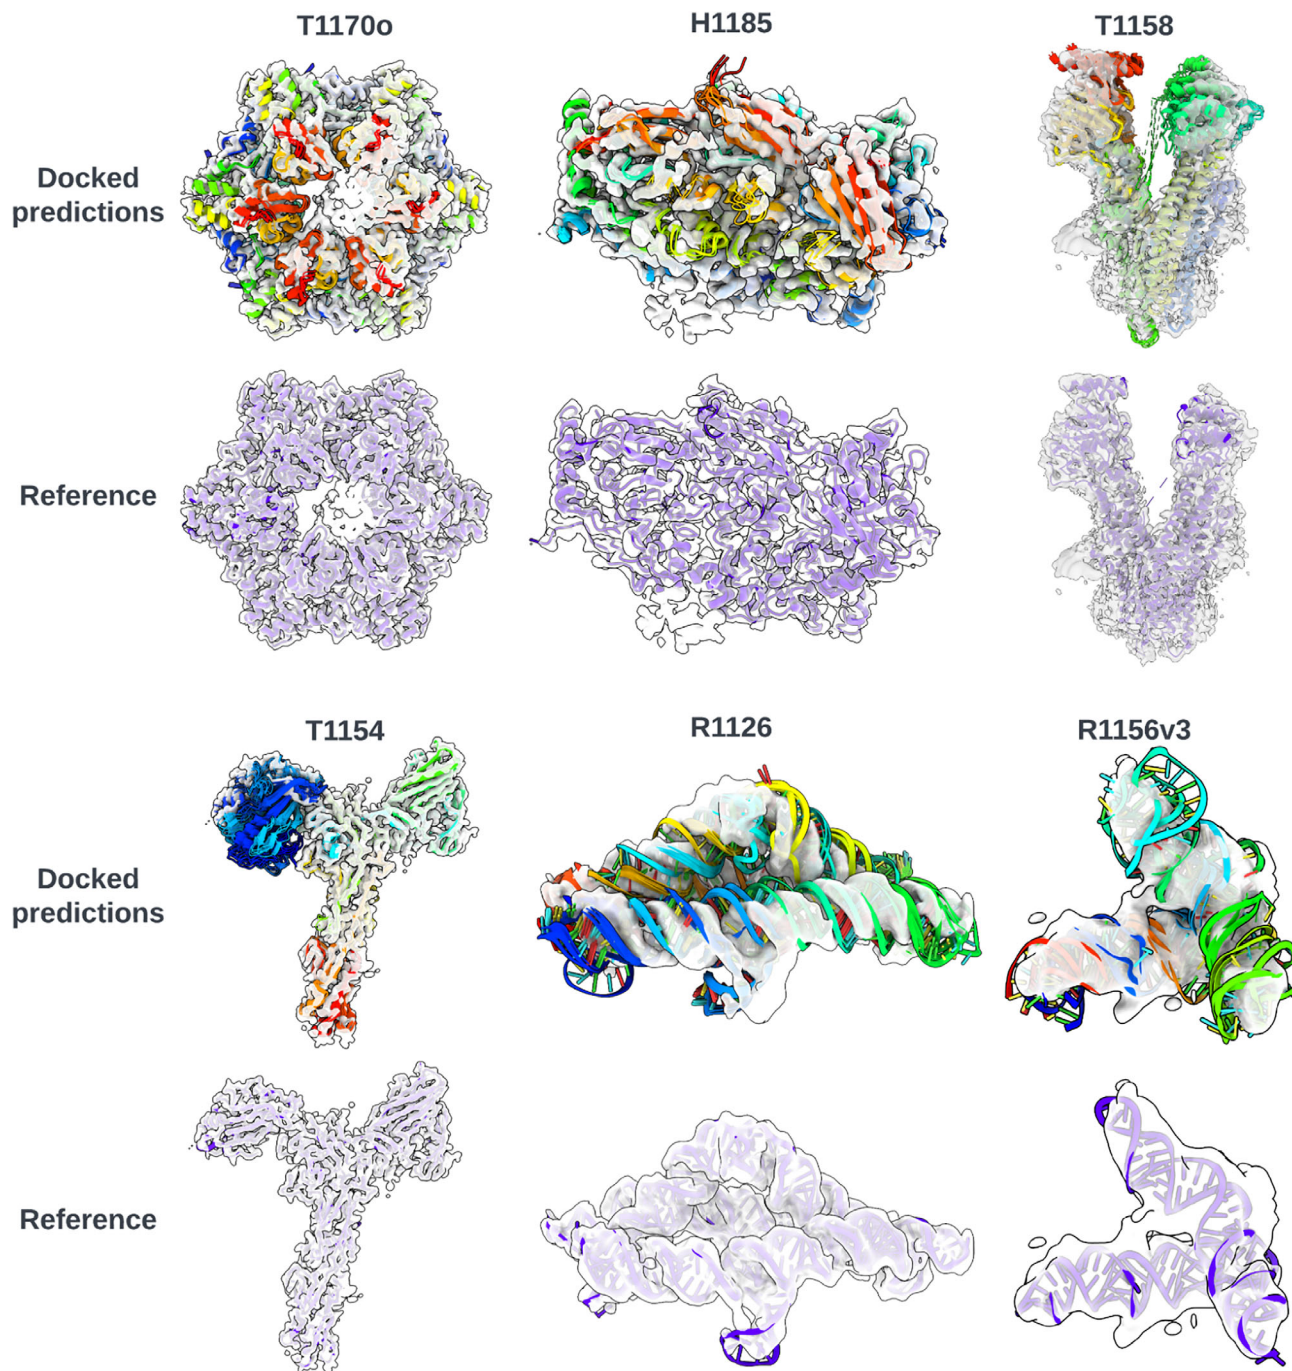 T1170o
H1185
T1158
Docked
predictions
Reference
T1154
R1126
R1156v3
Docked
predictions
Reference